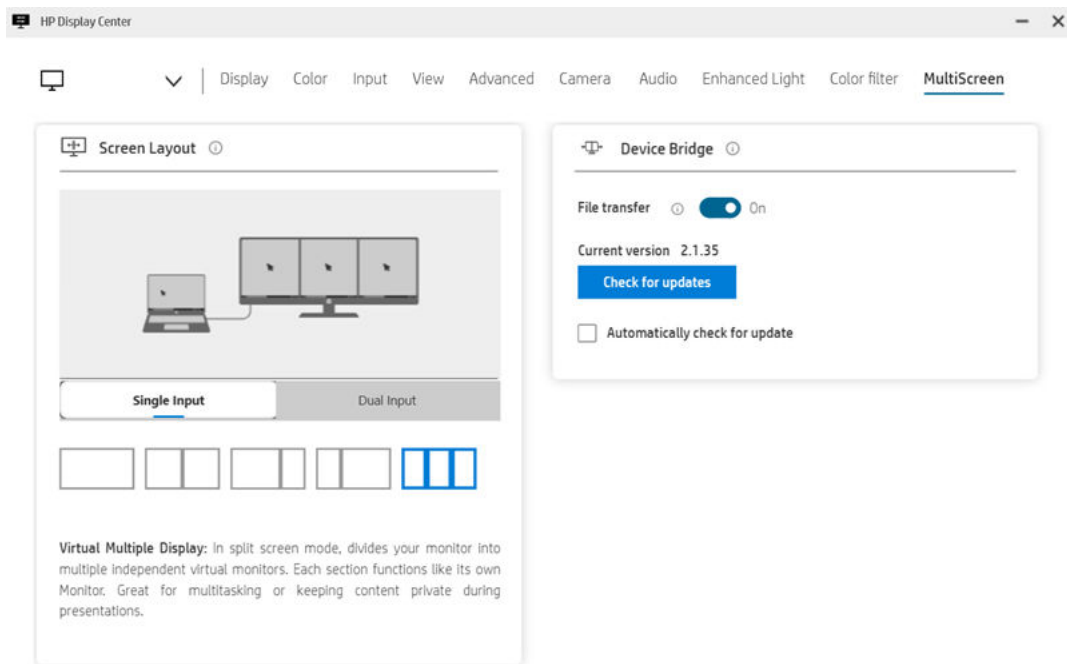 HP Display Center
Display Color Input View Advanced Camera Audio Enhanced Light Color filter MultiScreen
Screen Layout
Single Input Dual Input
Virtual Multiple Display: In split screen mode, divides your monitor into
multiple independent virtual monitors. Each section functions like its own
Monitor. Great for multitasking or keeping content private during
presentations.
Device Bridge
File transfer On
Current version 2.1.35
Check for updates
Automatically check for update